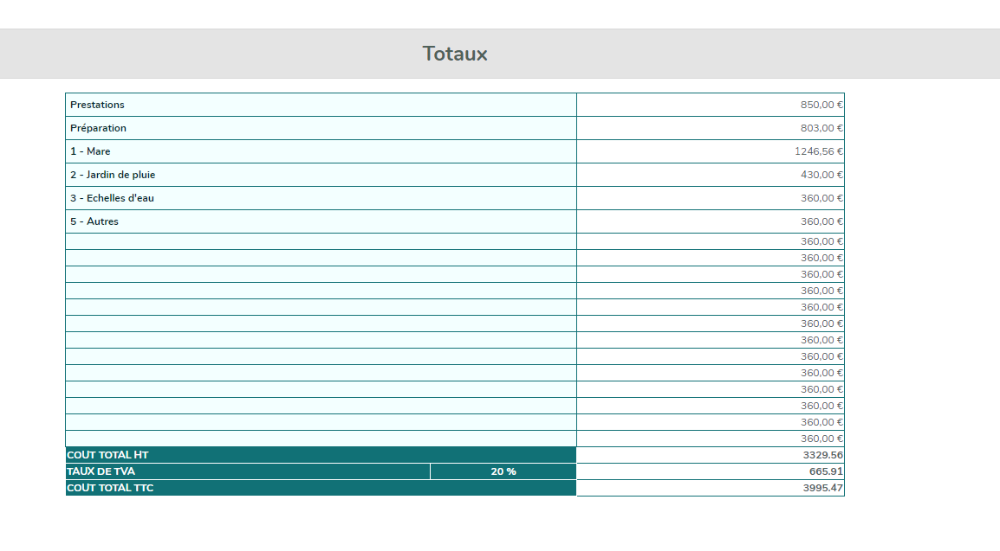 Totaux
Prestations 850,00 €
Préparation 803,00 €
1 - Mare 1246,56 €
2 - Jardin de pluie 430,00 €
3 - Echelles d'eau 360,00 €
5 - Autres 360,00 €
360,00 €
360,00 €
360,00 €
360,00 €
360,00 €
360,00 €
360,00 €
360,00 €
360,00 €
360,00 €
360,00 €
360,00 €
360,00 €
COÛT TOTAL HT 3329.56
TAUX DE TVA 20 % 665.91
COÛT TOTAL TTC 3995.47